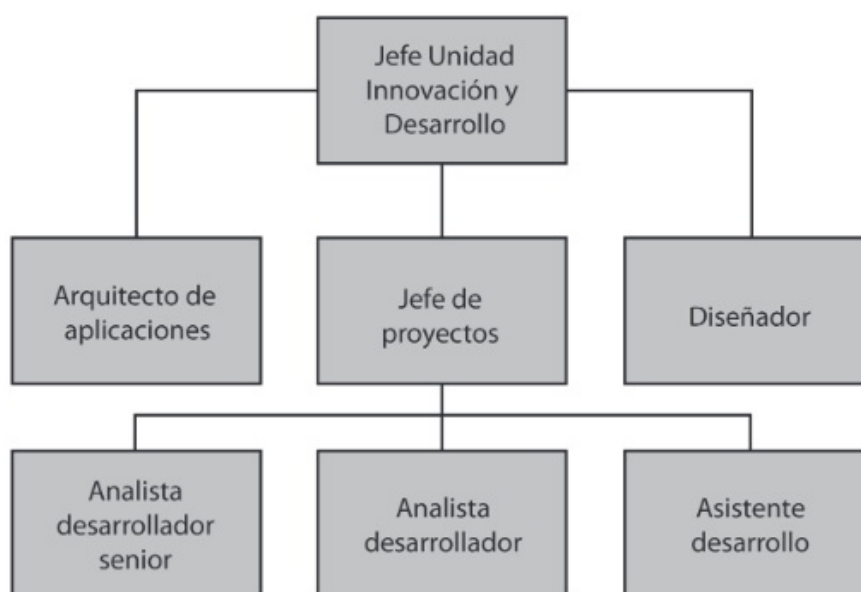 Jefe Unidad
Innovación y
Desarrollo
Arquitecto de
aplicaciones
Jefe de
proyectos
Diseñador
Analista
desarrollador
senior
Analista
desarrollador
Asistente
desarrollo